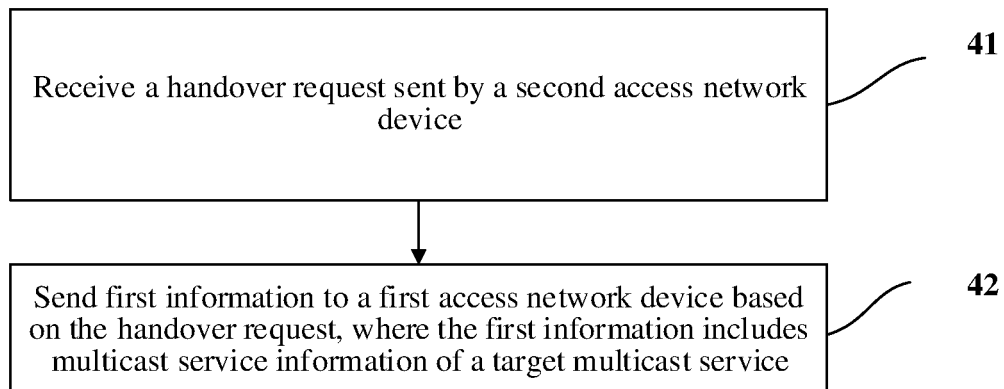 Receive a handover request sent by a second access network
device
41
Send first information to a first access network device based
on the handover request, where the first information includes
multicast service information of a target multicast service
42